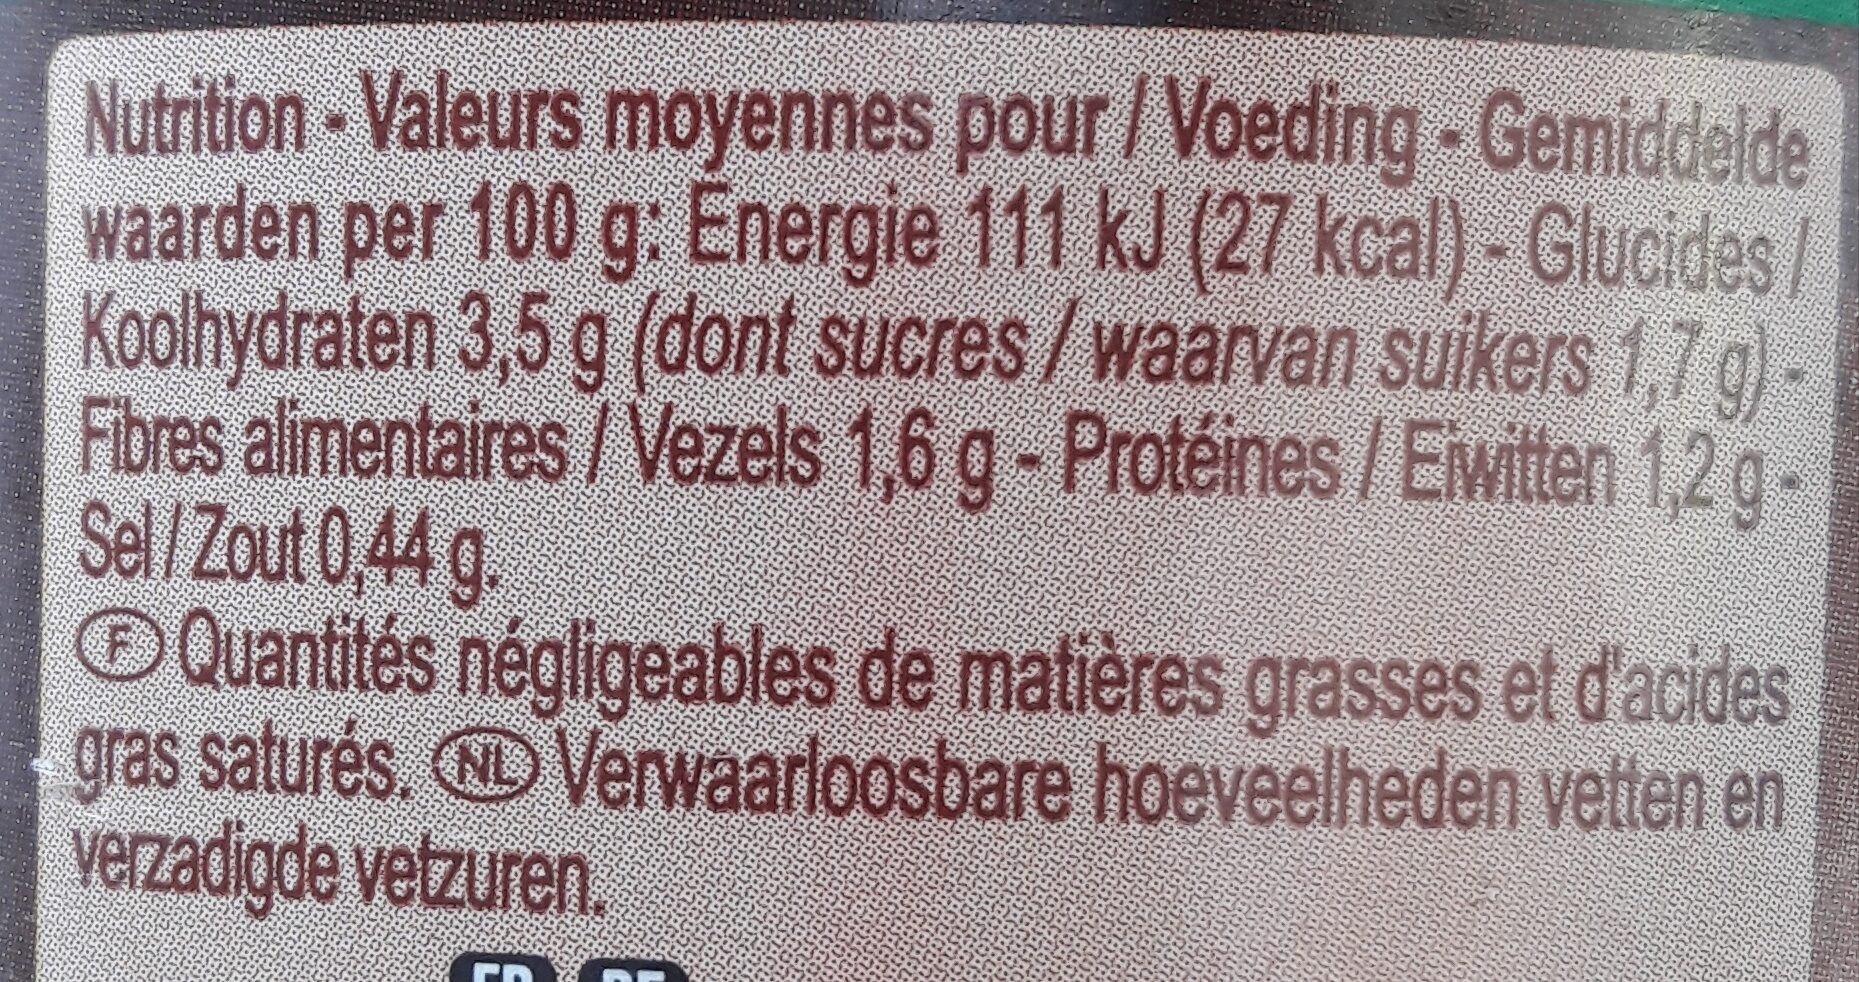 Nutrition - Valeurs moyennes pour / Voeding - Gemiddelde
waarden per 100 g: Énergie 111 kJ (27 kcal) - Glucides /
Koolhydraten 3,5 g (dont sucres / waarvan suikers 1,7 g) -
Fibres alimentaires / Vezels 1,6 g - Protéines / Eiwitten 1,2 g -
Sel / Zout 0,44 g.
F Quantités négligeables de matières grasses et d'acides
gras saturés. NL Verwaarloosbare hoeveelheden vetten en
verzadigde vetzuren.